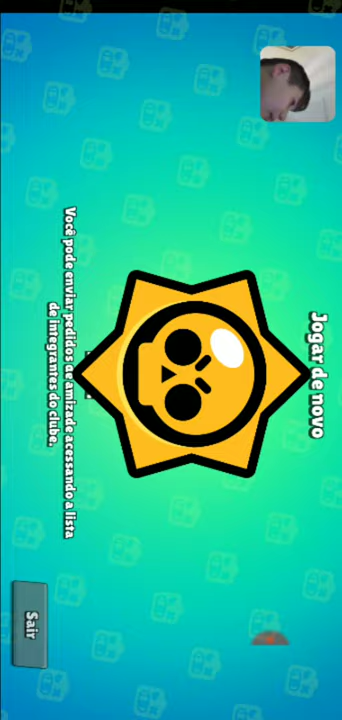 Jogar de novo
Você pode enviar pedidos de amizade acessando a lista
de integrantes do clube.
Sair